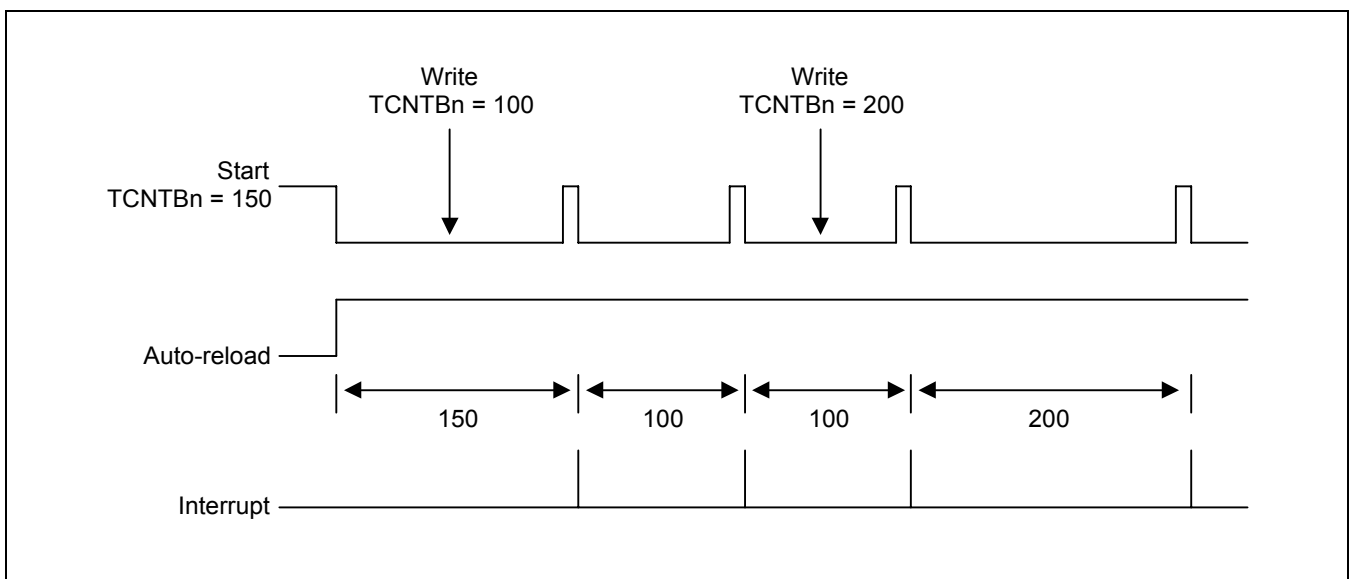 Write
TCNTBn = 100
Write
TCNTBn = 200
Start
TCNTBn = 150
Auto-reload
150
100
100
200
Interrupt